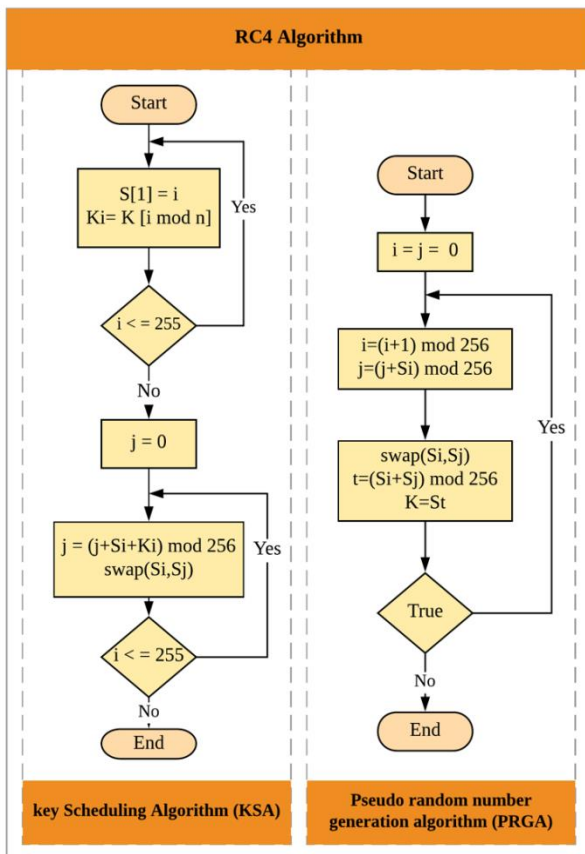 RC4 Algorithm
Start
S[1] = i
Ki= K [i mod n]
Yes
i < = 255
No
j = 0
j = (j+Si+Ki) mod 256
swap(Si,Sj)
Yes
i < = 255
No
End
key Scheduling Algorithm (KSA)
Start
i = j = 0
i=(i+1) mod 256
j=(j+Si) mod 256
Yes
swap(Si,Sj)
t=(Si+Sj) mod 256
K=St
True
No
End
Pseudo random number
generation algorithm (PRGA)